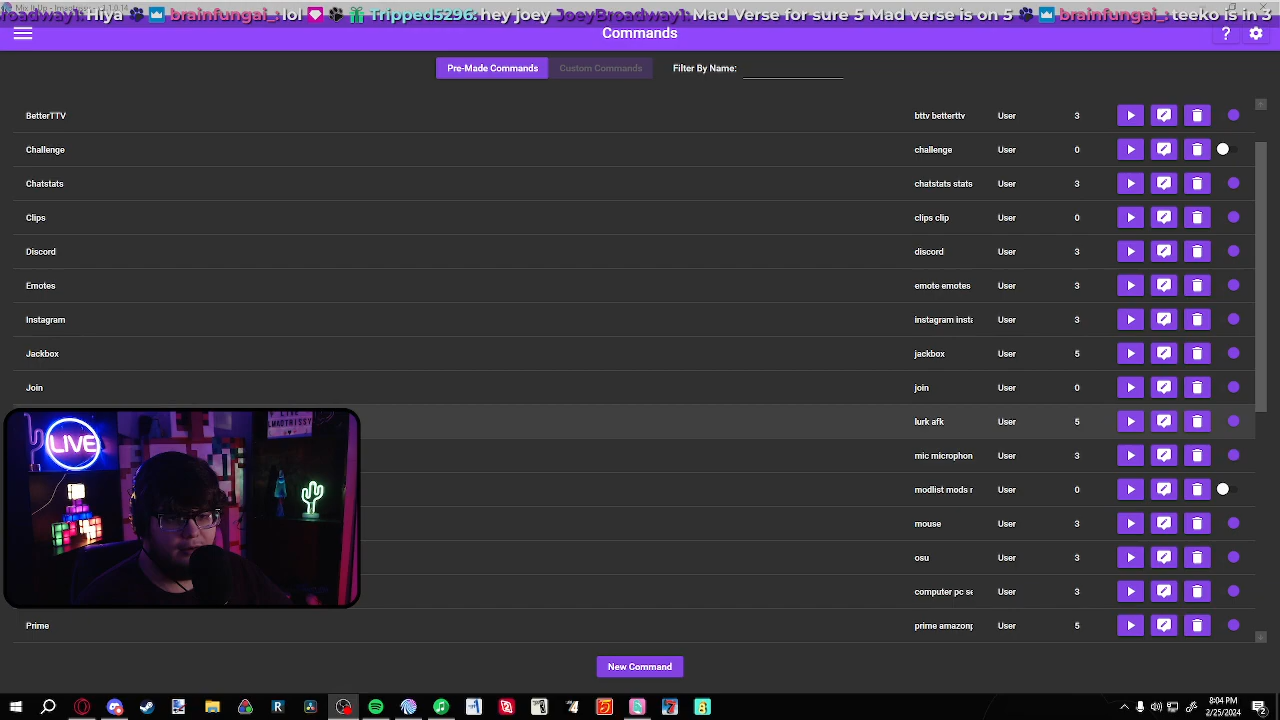 Hiya brainfungai_: lol Tripped5296: hey joey JoeyBroadway1: Mad Verse for sure 5 Mad verse is on 5 brainfungai_: teeko is in 5
Commands
?
Pre-Made Commands Custom Commands Filter By Name:
BetterTTV bttv betterttv User 3
Challenge challenge User 0
Chatstats chatstats stats User 3
Clips clips clip User 0
Discord discord User 3
Emotes emote emotes User 3
Instagram instagram insta User 3
Jackbox jackbox User 5
Join join User 0
lurk afk User 5
mic microphon User 3
modlist mods User 0
mouse User 3
osu User 3
computer pc User 3
Prime prime amazonp User 5
LIVE
New Command
8:04 PM
2/25/2024